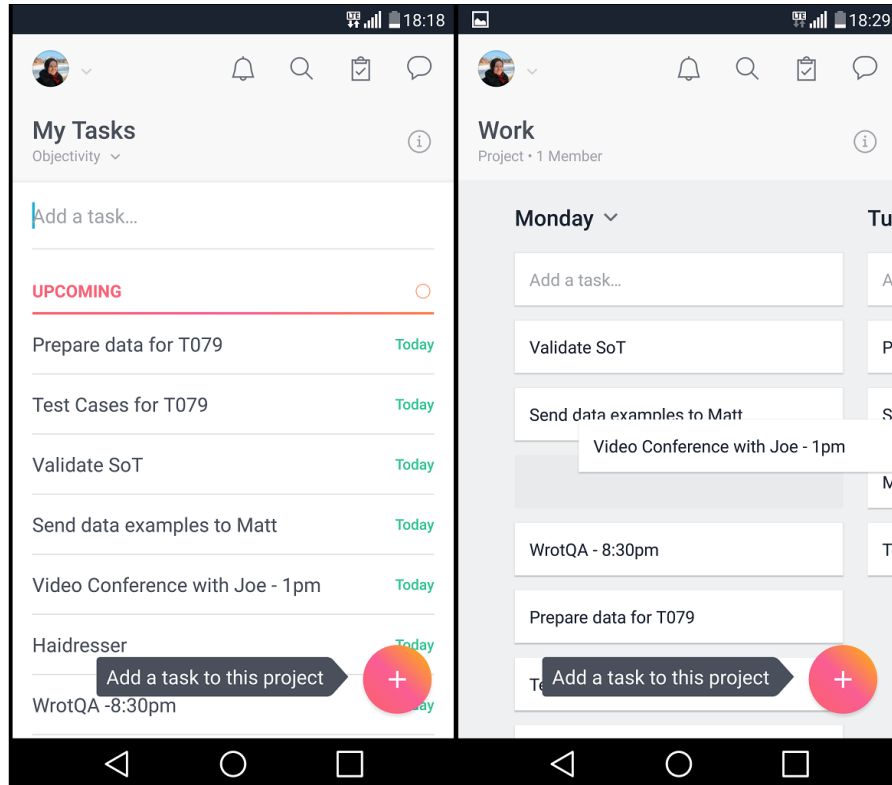 LTE 18:18
My Tasks
Objectivity
Add a task...
UPCOMING
Prepare data for T079 Today
Test Cases for T079 Today
Validate SoT Today
Send data examples to Matt Today
Video Conference with Joe - 1pm Today
Haidresser Today
Add a task to this project
WrotQA -8:30pm
LTE 18:29
Work
Project • 1 Member
Monday
Add a task...
Validate SoT
Send data examples to Matt
Video Conference with Joe - 1pm
WrotQA - 8:30pm
Prepare data for T079
Add a task to this project
Tu